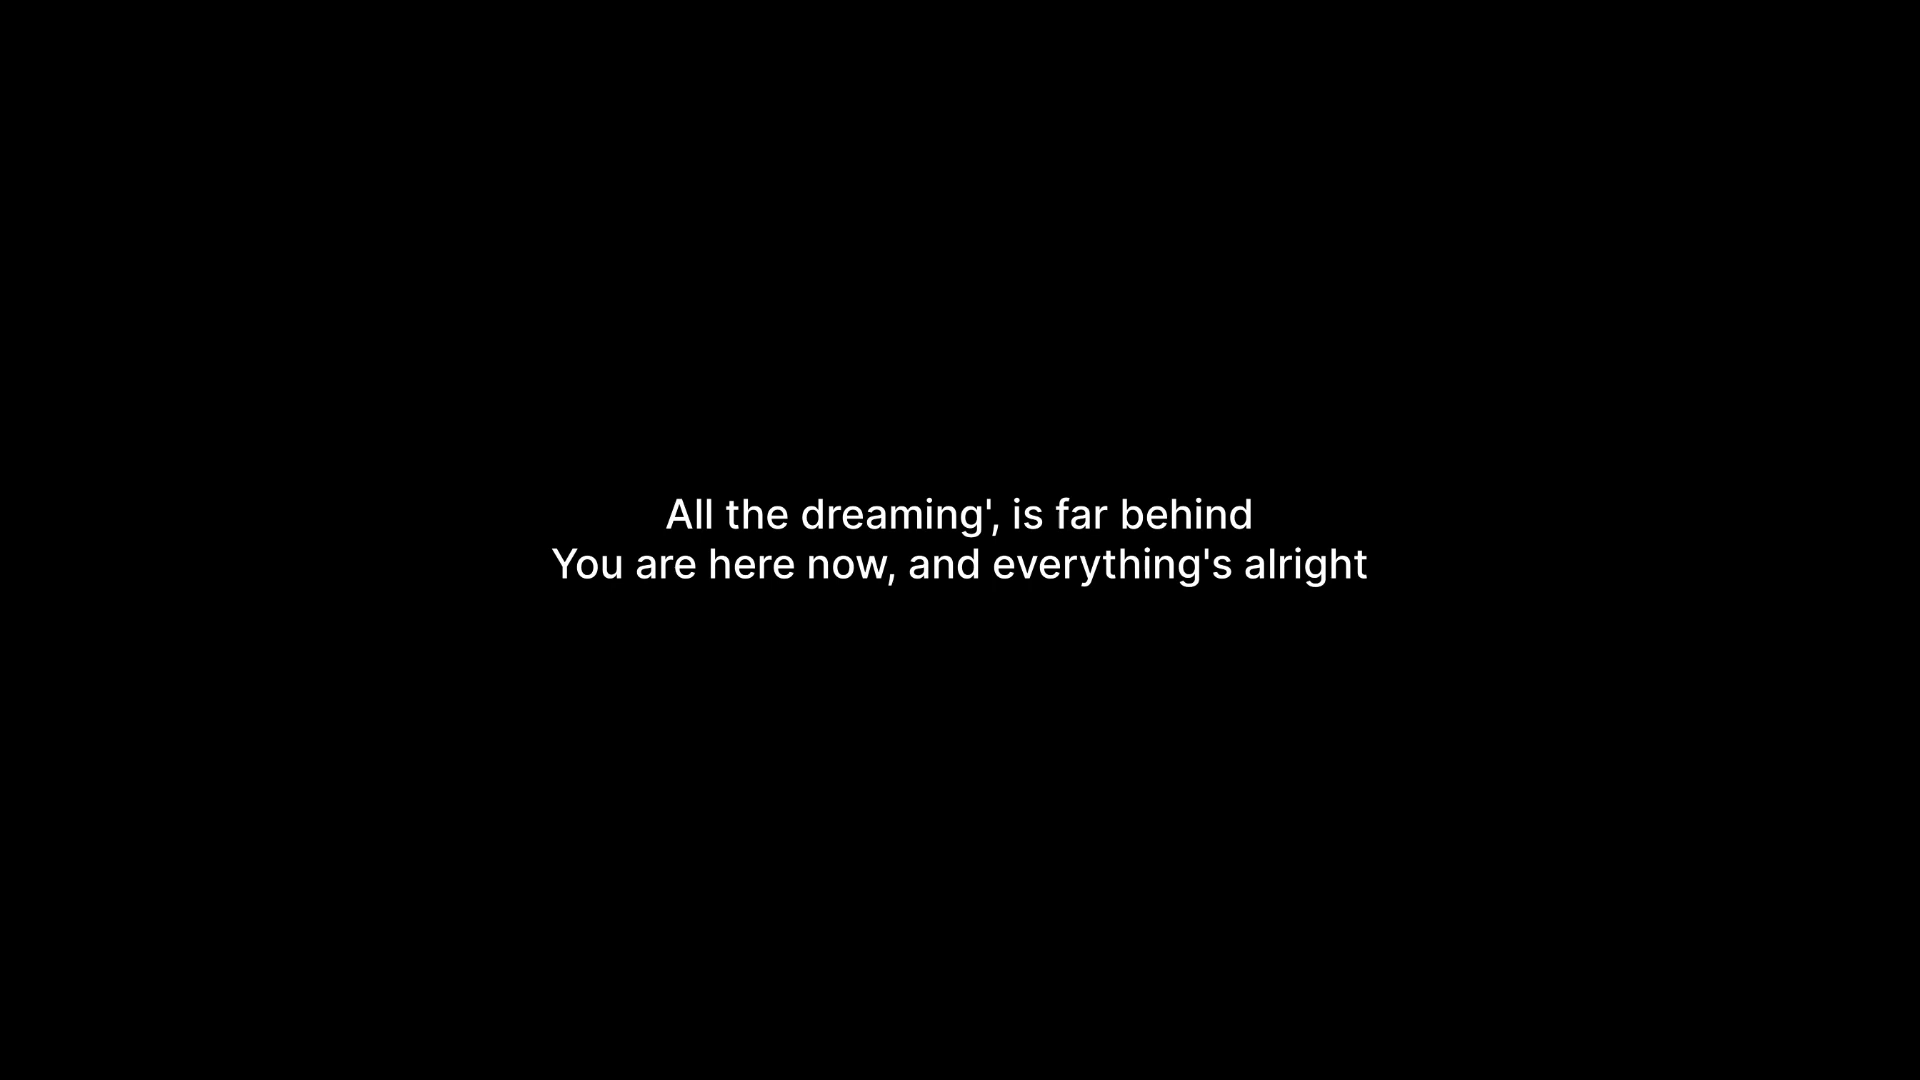 All the dreaming', is far behind
You are here now, and everything's alright